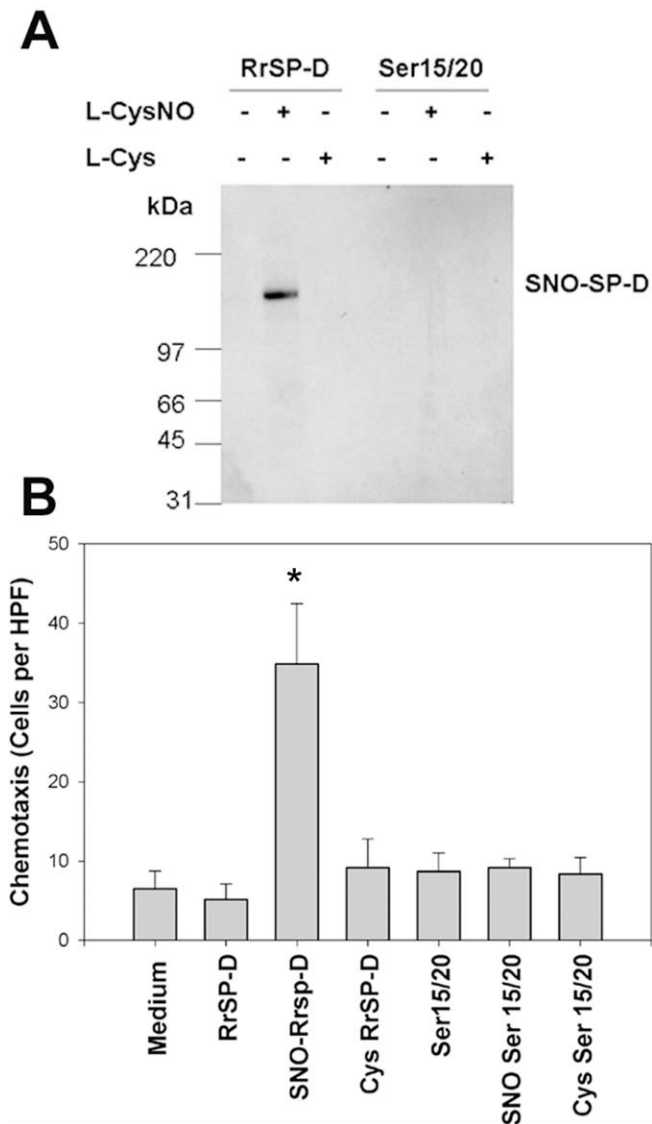 A
RrSP-D Ser15/20
L-CysNO - + - - + -
L-Cys - - + - - +
kDa
220
SNO-SP-D
97
66
45
31
B
50
40
30
20
10
0
Chemotaxis (Cells per HPF)
*
Medium
RrSP-D
SNO-Rrsp-D
Cys RrSP-D
Ser15/20
SNO Ser 15/20
Cys Ser 15/20